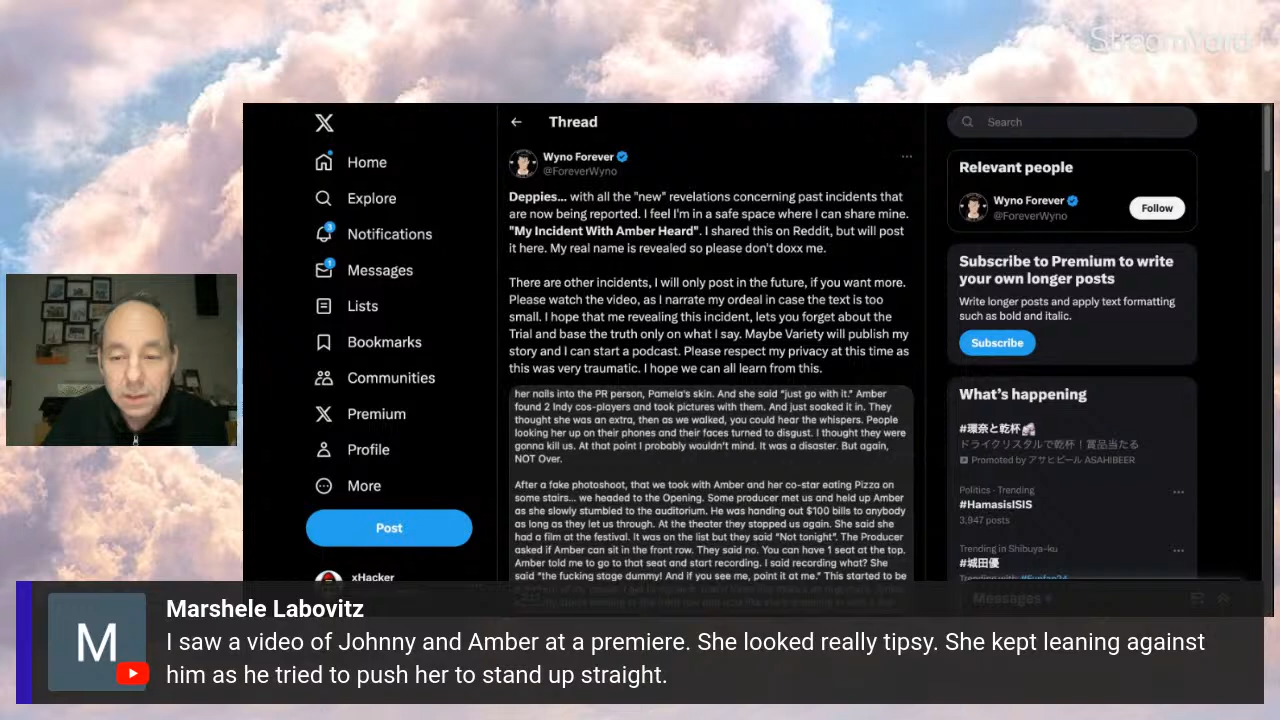 StreamYard
Thread
Search
Wyno Forever
@ForeverWyno
Home
Explore
3
Notifications
1
Messages
Lists
Bookmarks
Communities
Premium
Profile
More
Post
xHacker
Deppies... with all the "new" revelations concerning past incidents that
are now being reported. I feel I'm in a safe space where I can share mine.
"My Incident With Amber Heard". I shared this on Reddit, but will post
it here. My real name is revealed so please don't doxx me.
There are other incidents, I will only post in the future, if you want more.
Please watch the video, as I narrate my ordeal in case the text is too
small. I hope that me revealing this incident, lets you forget about the
Trial and base the truth only on what I say. Maybe Variety will publish my
story and I can start a podcast. Please respect my privacy at this time as
this was very traumatic. I hope we can all learn from this.
her nails into the PR person, Pamela's skin. And she said "just go with it." Amber
found 2 Indy cos-players and took pictures with them. And just soaked it in. They
thought she was an extra, then as we walked, you could hear the whispers. People
looking her up on their phones and their faces turned to disgust. I thought they were
gonna kill us. At that point I probably wouldn't mind. It was a disaster. But again,
NOT Over.
After a fake photoshoot, that we took with Amber and her co-star eating Pizza on
some stairs... we headed to the Opening. Some producer met us and held up Amber
as she slowly stumbled to the auditorium. He was handing out $100 bills to anybody
as long as they let us through. At the theater they stopped us again. She said she
had a film at the festival. It was on the list but they said "Not tonight". The Producer
asked if Amber can sit in the front row. They said no. You can have 1 seat at the top.
Amber told me to go to that seat and start recording. I said recording what? She
said "the fucking stage dummy! And if you see me, point it at me." This started to be
Relevant people
Wyno Forever
@ForeverWyno
Follow
Subscribe to Premium to write
your own longer posts
Write longer posts and apply text formatting
such as bold and italic.
Subscribe
What's happening
#環奈と乾杯
ドライクリスタルで乾杯！賞品当たる
Promoted by アサヒビール ASAHIBEER
Politics · Trending
#HamasisISIS
3,947 posts
Trending in Shibuya-ku
#城田優
Trending with
Messages
M
Marshele Labovitz
I saw a video of Johnny and Amber at a premiere. She looked really tipsy. She kept leaning against
him as he tried to push her to stand up straight.